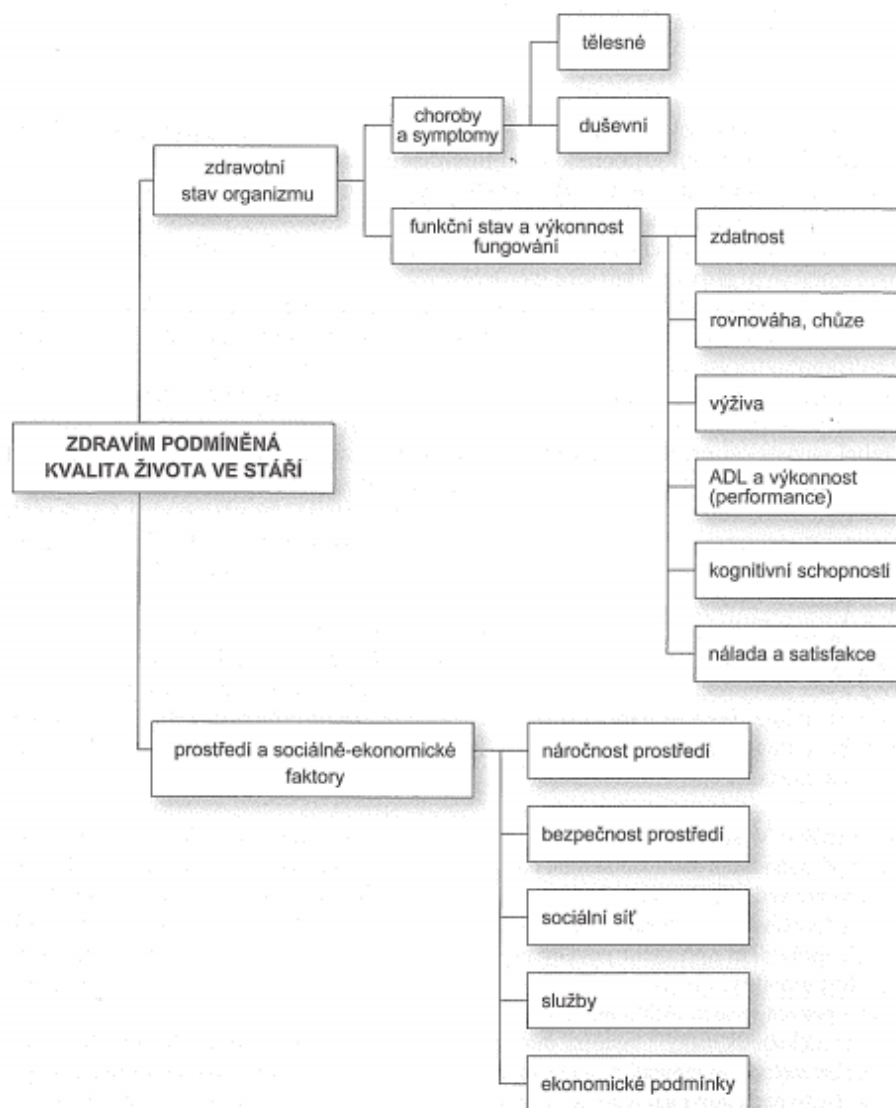 tělesné
choroby
a symptomy
duševní
zdravotní
stav organizmu
funkční stav a výkonnost
fungování
zdatnost
rovnováha, chůze
výživa
ZDRAVÍM PODMÍNĚNÁ
KVALITA ŽIVOTA VE STÁŘÍ
ADL a výkonnost
(performance)
kognitivní schopnosti
nálada a satisfakce
prostředí a sociálně-ekonomické
faktory
náročnost prostředí
bezpečnost prostředí
sociální síť
služby
ekonomické podmínky